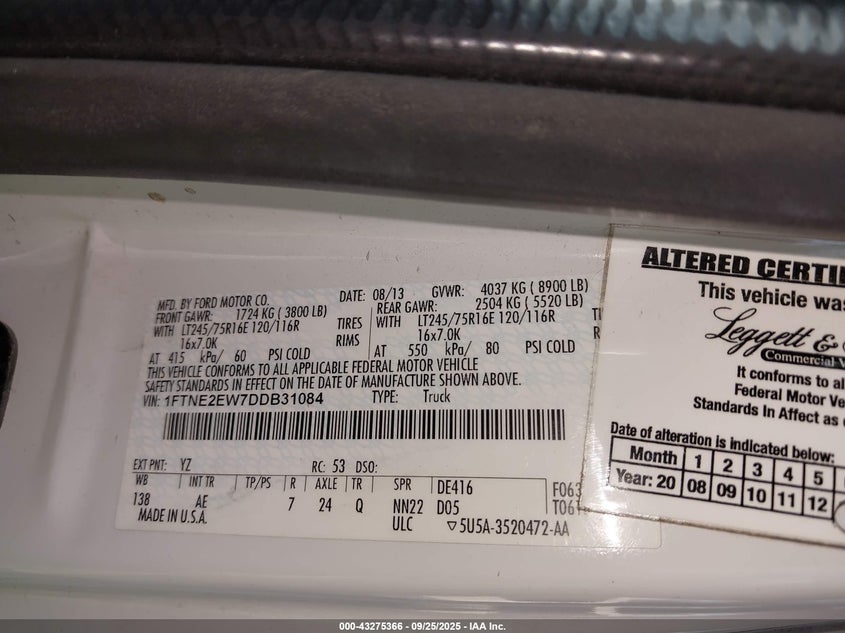 MFD. BY FORD MOTOR CO. DATE: 08/13 GVWR: 4037 KG ( 8900 LB)
FRONT GAWR: 1724 KG ( 3800 LB) REAR GAWR: 2504 KG ( 5520 LB)
WITH LT245/75R16E 120/116R TIRES WITH LT245/75R16E 120/116R TI
16x7.0K RIMS 16x7.0K R
AT 415 kPa/ 60 PSI COLD AT 550 kPa/ 80 PSI COLD
THIS VEHICLE CONFORMS TO ALL APPLICABLE FEDERAL MOTOR VEHICLE
SAFETY STANDARDS IN EFFECT ON THE DATE OF MANUFACTURE SHOWN ABOVE.
VIN: 1FTNE2EW7DDB31084 TYPE: Truck
EXT PNT: YZ RC: 53 DSO:
WB INT TR TP/PS R AXLE TR SPR DE416 F063
138 AE 7 24 Q NN22 D05
MADE IN U.S.A. ULC ▽5U5A-3520472-AA
ALTERED CERTIF
This vehicle was
Leggett &
Commercial
It conforms to al
Federal Motor Ve
Standards In Affect as
Date of alteration is indicated below:
Month 1 2 3 4 5
Year: 20 08 09 10 11 12
000-43275366 - 09/25/2025 - IAA Inc.